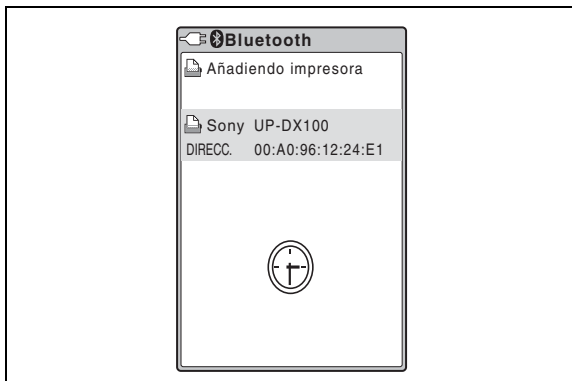 Bluetooth
Añadiendo impresora
Sony UP-DX100
DIRECC. 00:A0:96:12:24:E1